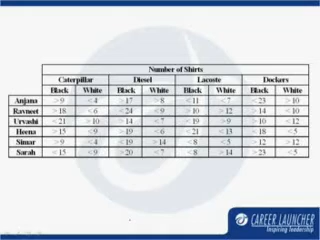 Number of Shirts
Caterpillar Diesel Lacoste Dockers
Black White Black White Black White Black White
Anjana > 9 < 4 > 17 > 8 < 11 < 7 < 23 > 10
Ravneet > 18 < 6 < 24 < 9 > 10 > 12 > 14 < 10
Urvashi < 21 > 10 > 14 < 7 < 19 > 9 > 10 < 12
Heena > 15 < 9 > 19 < 6 < 21 < 13 > 18 < 5
Simar > 9 < 4 < 19 > 14 < 8 < 5 > 12 > 12
Sarah < 15 < 9 > 20 < 7 < 8 > 14 > 23 < 5
CAREER LAUNCHER
Inspiring leadership